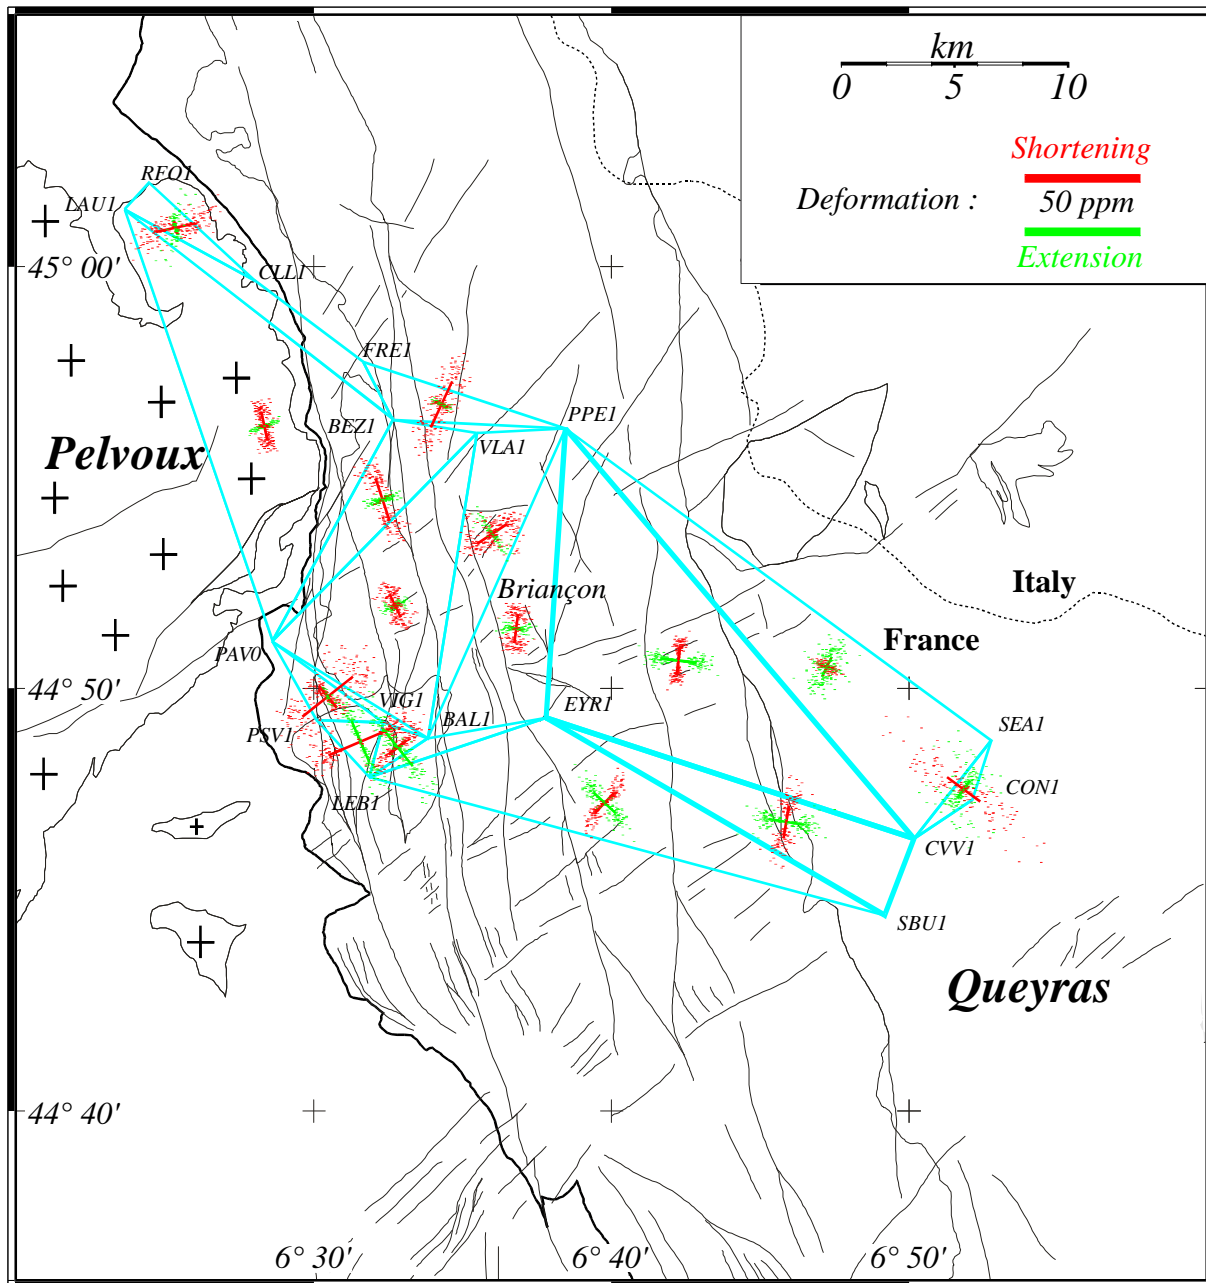 km
0 5 10
Shortening
Deformation : 50 ppm
Extension
RFO1
LAU1
45° 00'
CLL1
FRE1
BEZ1
PPE1
VLA1
Pelvoux
Briançon
Italy
France
PAV0
44° 50'
VIG1
EYR1
PSV1
BAL1
SEA1
CON1
LEB1
CVV1
SBU1
Queyras
44° 40'
6° 30' 6° 40' 6° 50'